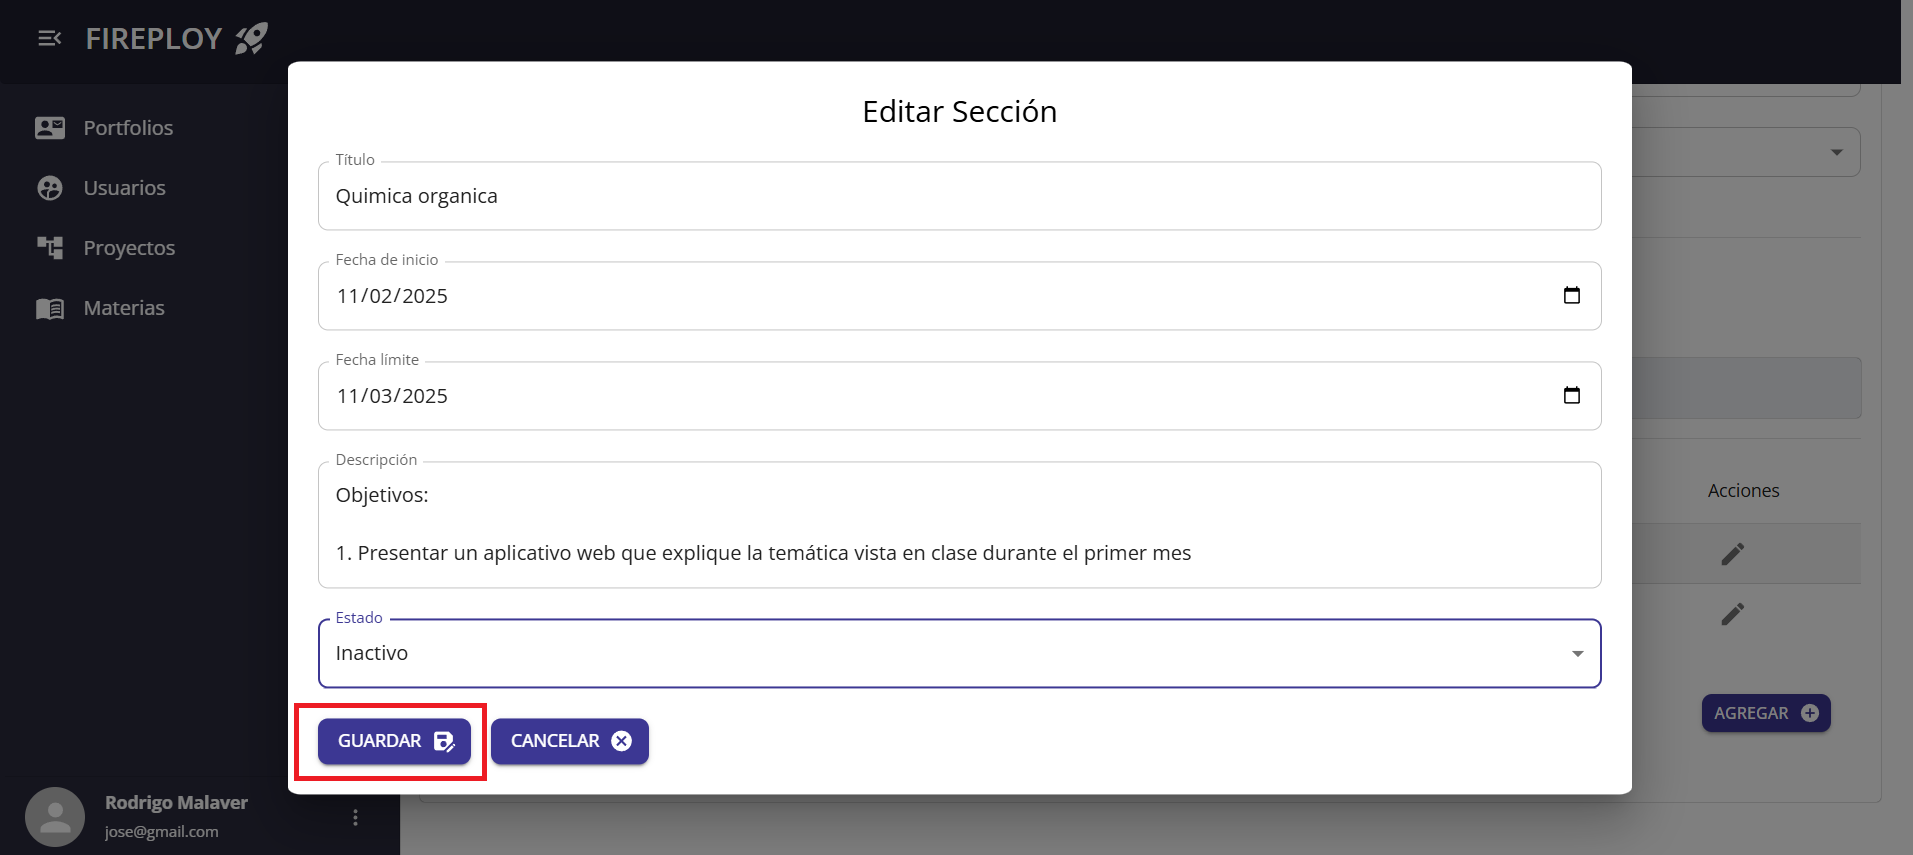 FIREPLOY
Portfolios
Usuarios
Proyectos
Materias
Rodrigo Malaver
jose@gmail.com
Editar Sección
Título
Quimica organica
Fecha de inicio
11/02/2025
Fecha límite
11/03/2025
Descripción
Objetivos:
1. Presentar un aplicativo web que explique la temática vista en clase durante el primer mes
Estado
Inactivo
GUARDAR
CANCELAR
Acciones
AGREGAR